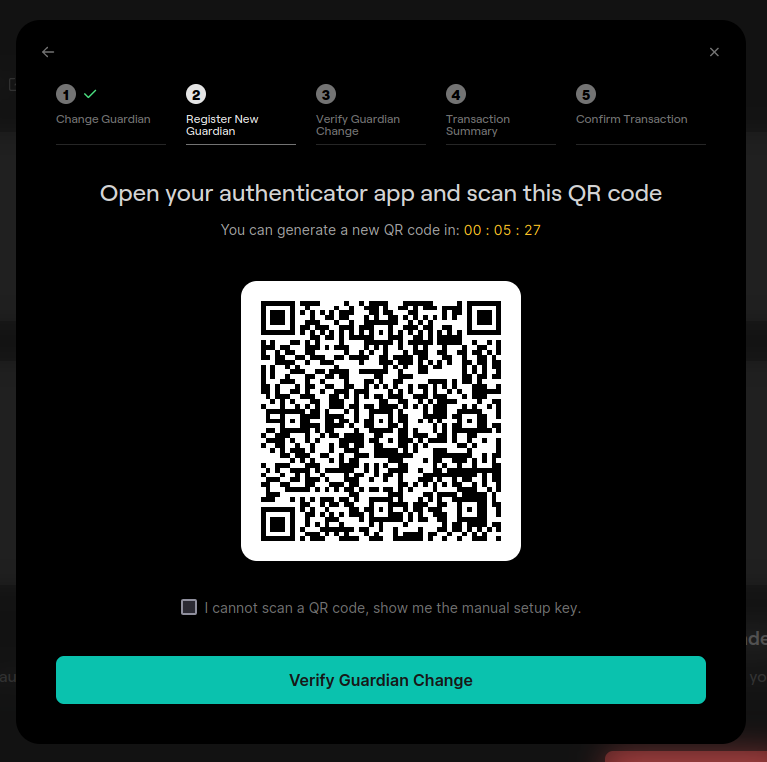 1
Change Guardian
2
Register New
Guardian
3
Verify Guardian
Change
4
Transaction
Summary
5
Confirm Transaction
Open your authenticator app and scan this QR code
You can generate a new QR code in: 00 : 05 : 27
I cannot scan a QR code, show me the manual setup key.
Verify Guardian Change